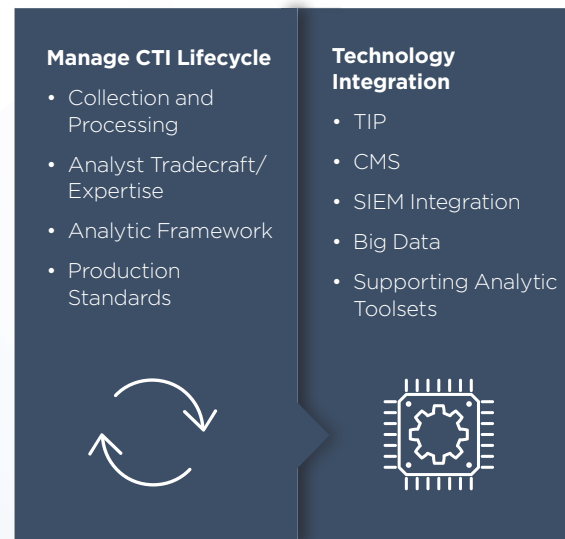 Manage CTI Lifecycle
• Collection and
Processing
• Analyst Tradecraft/
Expertise
• Analytic Framework
• Production
Standards
Technology
Integration
• TIP
• CMS
• SIEM Integration
• Big Data
• Supporting Analytic
Toolsets